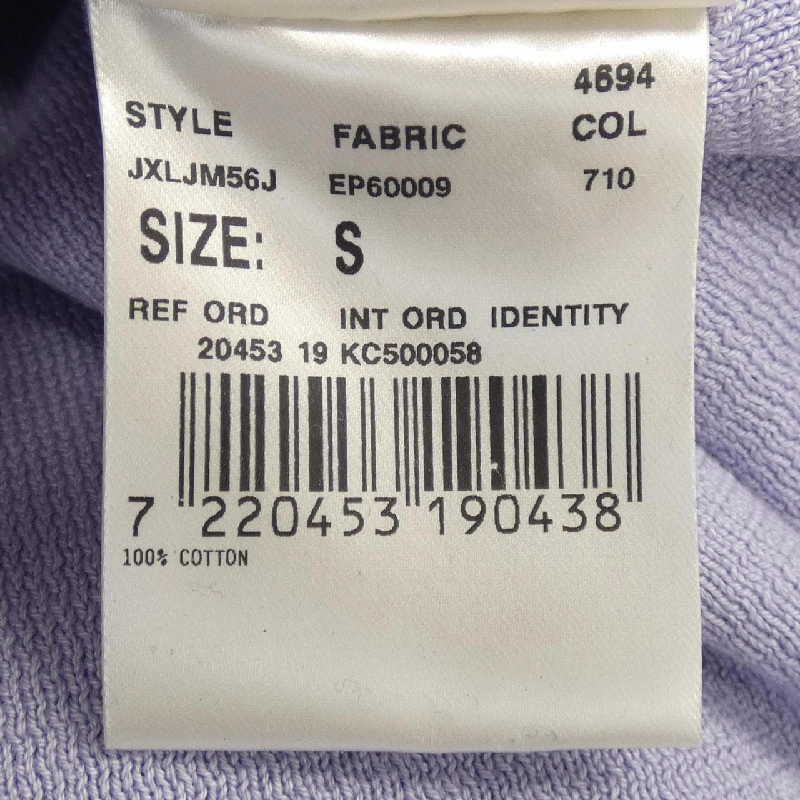 4694
STYLE FABRIC COL
JXLJM56J EP60009 710
SIZE: S
REF ORD INT ORD IDENTITY
20453 19 KC500058
7 220453 190438
100% COTTON